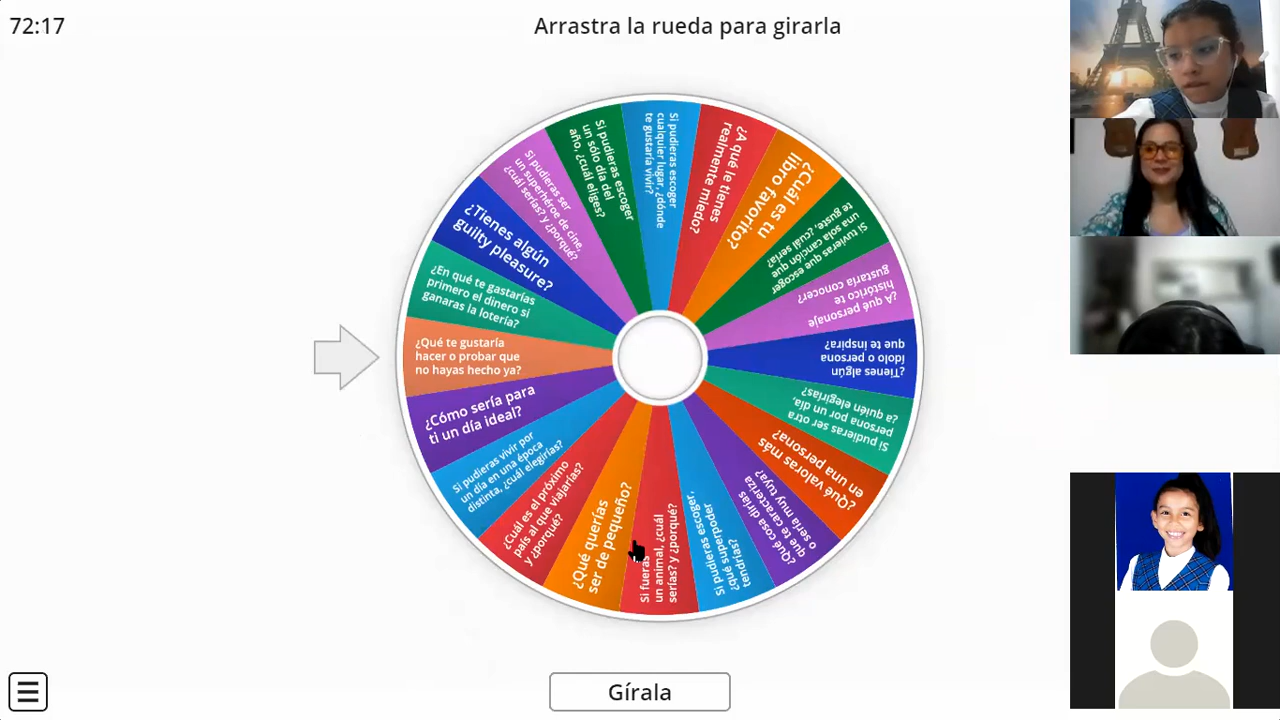 72:17
Arrastra la rueda para girarla
Si pudieras escoger
cualquier lugar, ¿dónde
te gustaría vivir?
¿A qué le tienes
realmente miedo?
¿Cuál es tu
libro favorito?
Si tuvieras que escoger
una sola canción que
te guste, ¿cuál sería?
¿A qué personaje
histórico te
gustaría conocer?
¿Tienes algún
ídolo o persona
que te inspira?
Si pudieras ser otra
persona por un día,
¿a quién elegirías?
¿Qué valoras más
en una persona?
¿Qué cosa dirías
que te caracteriza
o sería muy tuya?
Si pudieras escoger,
¿qué superpoder
tendrías?
Si fueras
un animal, ¿cuál
serías? y ¿porqué?
¿Qué querías
ser de pequeño?
¿Cuál es el próximo
país al que viajarías?
y ¿porqué?
Si pudieras vivir por
un día en una época
distinta, ¿cuál elegirías?
¿Cómo sería para
ti un día ideal?
¿Qué te gustaría
hacer o probar que
no hayas hecho ya?
¿En qué te gastarías
primero el dinero si
ganaras la lotería?
¿Tienes algún
guilty pleasure?
Si pudieras ser
un superhéroe de cine,
¿cuál serías? y ¿porqué?
Si pudieras escoger
un sólo día del
año, ¿cuál eliges?
Gírala